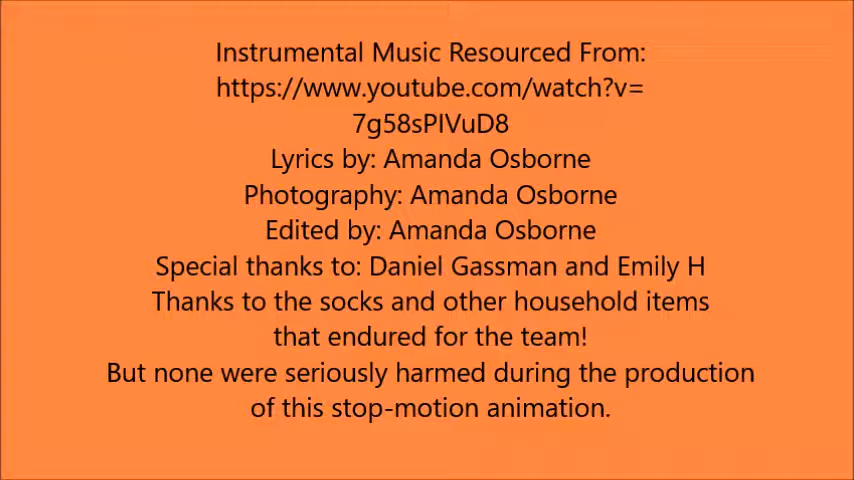 Instrumental Music Resourced From:
https://www.youtube.com/watch?v=
7g58sPIVuD8
Lyrics by: Amanda Osborne
Photography: Amanda Osborne
Edited by: Amanda Osborne
Special thanks to: Daniel Gassman and Emily H
Thanks to the socks and other household items
that endured for the team!
But none were seriously harmed during the production
of this stop-motion animation.